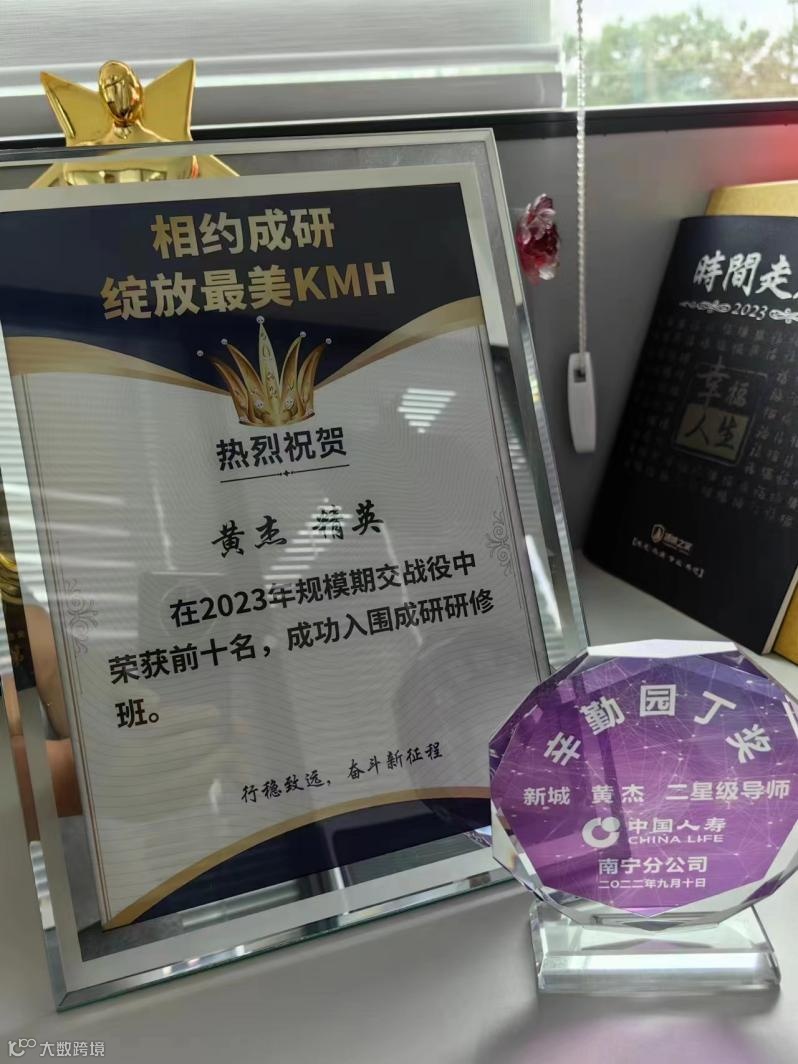 相约成研
绽放最美KMH
热烈祝贺
黄杰 精英
在2023年规模期交战役中
荣获前十名，成功入围成研研修
班。
行稳致远，奋斗新征程
時間走
2023
幸福
人生
辛勤园丁奖
新城 黄杰 二星级导师
中国人寿
CHINA LIFE
南宁分公司
二〇二二年九月十日
大数跨境